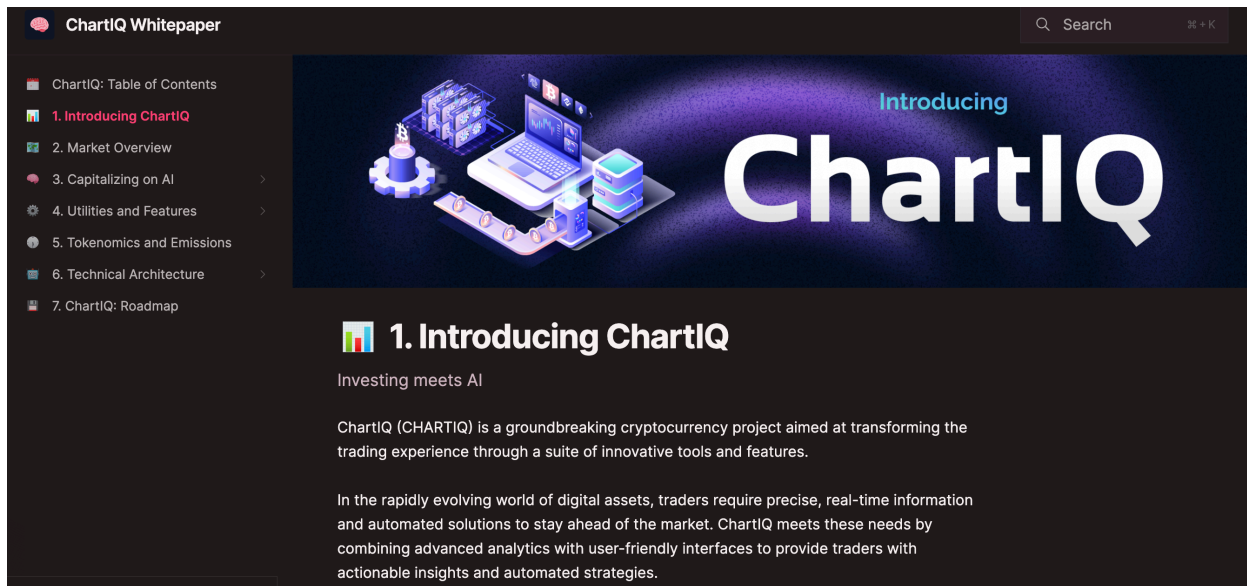 ChartIQ Whitepaper
Search
⌘ + K
ChartIQ: Table of Contents
1. Introducing ChartIQ
2. Market Overview
3. Capitalizing on AI
4. Utilities and Features
5. Tokenomics and Emissions
6. Technical Architecture
7. ChartIQ: Roadmap
Introducing
ChartIQ
1. Introducing ChartIQ
Investing meets AI
ChartIQ (CHARTIQ) is a groundbreaking cryptocurrency project aimed at transforming the
trading experience through a suite of innovative tools and features.
In the rapidly evolving world of digital assets, traders require precise, real-time information
and automated solutions to stay ahead of the market. ChartIQ meets these needs by
combining advanced analytics with user-friendly interfaces to provide traders with
actionable insights and automated strategies.